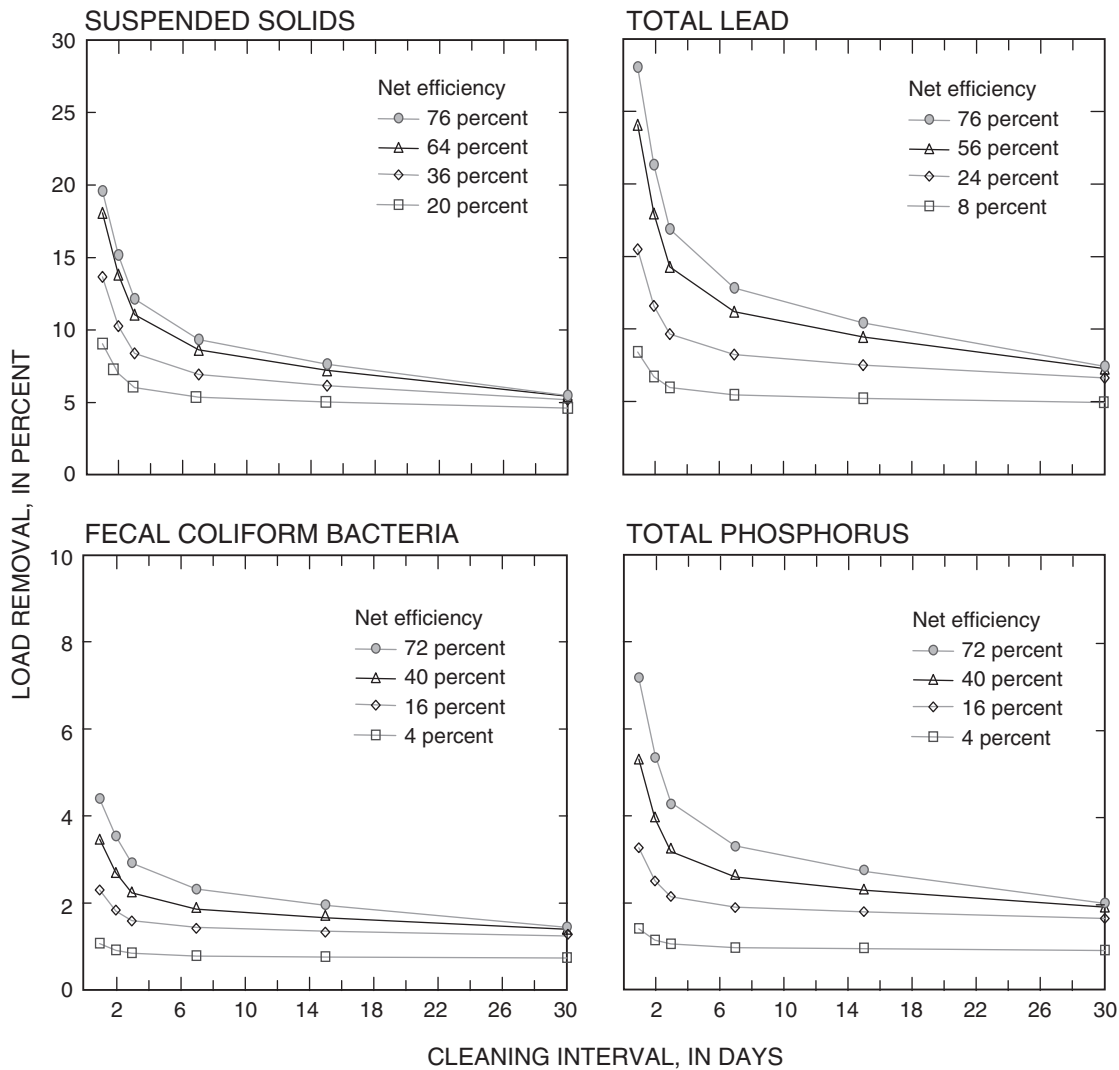 SUSPENDED SOLIDS
30
25
20
15
10
5
0
Net efficiency
76 percent
64 percent
36 percent
20 percent
TOTAL LEAD
Net efficiency
76 percent
56 percent
24 percent
8 percent
LOAD REMOVAL, IN PERCENT
FECAL COLIFORM BACTERIA
10
8
6
4
2
0
Net efficiency
72 percent
40 percent
16 percent
4 percent
2 6 10 14 18 22 26 30
TOTAL PHOSPHORUS
Net efficiency
72 percent
40 percent
16 percent
4 percent
2 6 10 14 18 22 26 30
CLEANING INTERVAL, IN DAYS